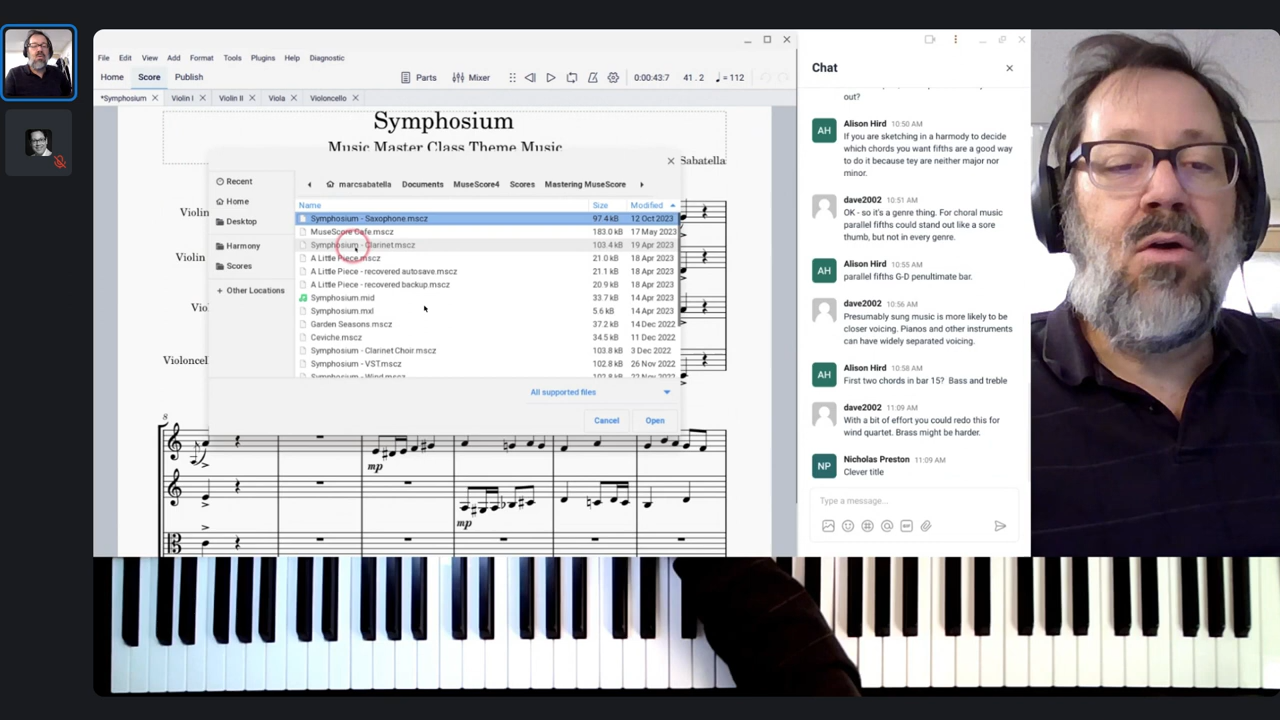 File Edit View Add Format Tools Plugins Help Diagnostic
Home Score Publish Parts Mixer 0:00:43:7 41 . 2 = 112
*Symphosium Violin I Violin II Viola Violoncello
Symphosium
Music Master Class Theme Music
Sabatella
Violin
Violin
Viol
Violoncel
marcsabatella Documents MuseScore4 Scores Mastering MuseScore
Recent
Home
Desktop
Harmony
Scores
+ Other Locations
Name Size Modified
Symphosium - Saxophone.mscz 97.4 kB 12 Oct 2023
MuseScore Cafe.mscz 183.0 kB 17 May 2023
Symphosium - Clarinet.mscz 103.4 kB 19 Apr 2023
A Little Piece.mscz 21.0 kB 18 Apr 2023
A Little Piece - recovered autosave.mscz 21.1 kB 18 Apr 2023
A Little Piece - recovered backup.mscz 20.9 kB 18 Apr 2023
Symphosium.mid 33.7 kB 14 Apr 2023
Symphosium.mxl 5.6 kB 14 Apr 2023
Garden Seasons.mscz 37.2 kB 14 Dec 2022
Ceviche.mscz 34.5 kB 11 Dec 2022
Symphosium - Clarinet Choir.mscz 103.8 kB 3 Dec 2022
Symphosium - VST.mscz 102.8 kB 26 Nov 2022
Symphosium - Wind.mscz 102.8 kB 22 Nov 2022
All supported files
Cancel Open
8
mp
mp
Chat
out?
AH Alison Hird 10:50 AM
If you are sketching in a harmody to decide
which chords you want fifths are a good way
to do it because tey are neither major nor
minor.
dave2002 10:51 AM
OK - so it's a genre thing. For choral music
parallel fifths could stand out like a sore
thumb, but not in every genre.
AH Alison Hird 10:55 AM
parallel fifths G-D penultimate bar.
dave2002 10:56 AM
Presumably sung music is more likely to be
closer voicing. Pianos and other instruments
can have widely separated voicing.
AH Alison Hird 10:58 AM
First two chords in bar 15? Bass and treble
dave2002 11:09 AM
With a bit of effort you could redo this for
wind quartet. Brass might be harder.
NP Nicholas Preston 11:09 AM
Clever title
Type a message...
GIF